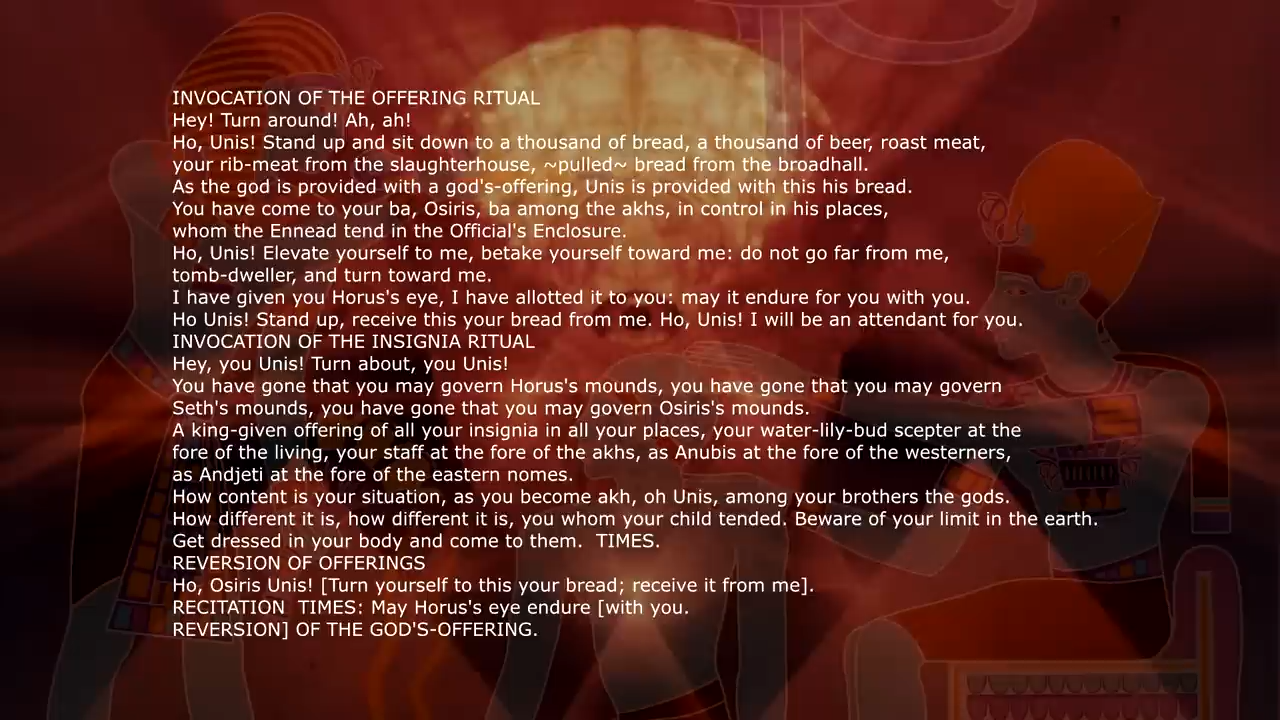 INVOCATION OF THE OFFERING RITUAL
Hey! Turn around! Ah, ah!
Ho, Unis! Stand up and sit down to a thousand of bread, a thousand of beer, roast meat,
your rib-meat from the slaughterhouse, ~pulled~ bread from the broadhall.
As the god is provided with a god's-offering, Unis is provided with this his bread.
You have come to your ba, Osiris, ba among the akhs, in control in his places,
whom the Ennead tend in the Official's Enclosure.
Ho, Unis! Elevate yourself to me, betake yourself toward me: do not go far from me,
tomb-dweller, and turn toward me.
I have given you Horus's eye, I have allotted it to you: may it endure for you with you.
Ho Unis! Stand up, receive this your bread from me. Ho, Unis! I will be an attendant for you.
INVOCATION OF THE INSIGNIA RITUAL
Hey, you Unis! Turn about, you Unis!
You have gone that you may govern Horus's mounds, you have gone that you may govern
Seth's mounds, you have gone that you may govern Osiris's mounds.
A king-given offering of all your insignia in all your places, your water-lily-bud scepter at the
fore of the living, your staff at the fore of the akhs, as Anubis at the fore of the westerners,
as Andjeti at the fore of the eastern nomes.
How content is your situation, as you become akh, oh Unis, among your brothers the gods.
How different it is, how different it is, you whom your child tended. Beware of your limit in the earth.
Get dressed in your body and come to them.  TIMES.
REVERSION OF OFFERINGS
Ho, Osiris Unis! [Turn yourself to this your bread; receive it from me].
RECITATION  TIMES: May Horus's eye endure [with you.
REVERSION] OF THE GOD'S-OFFERING.